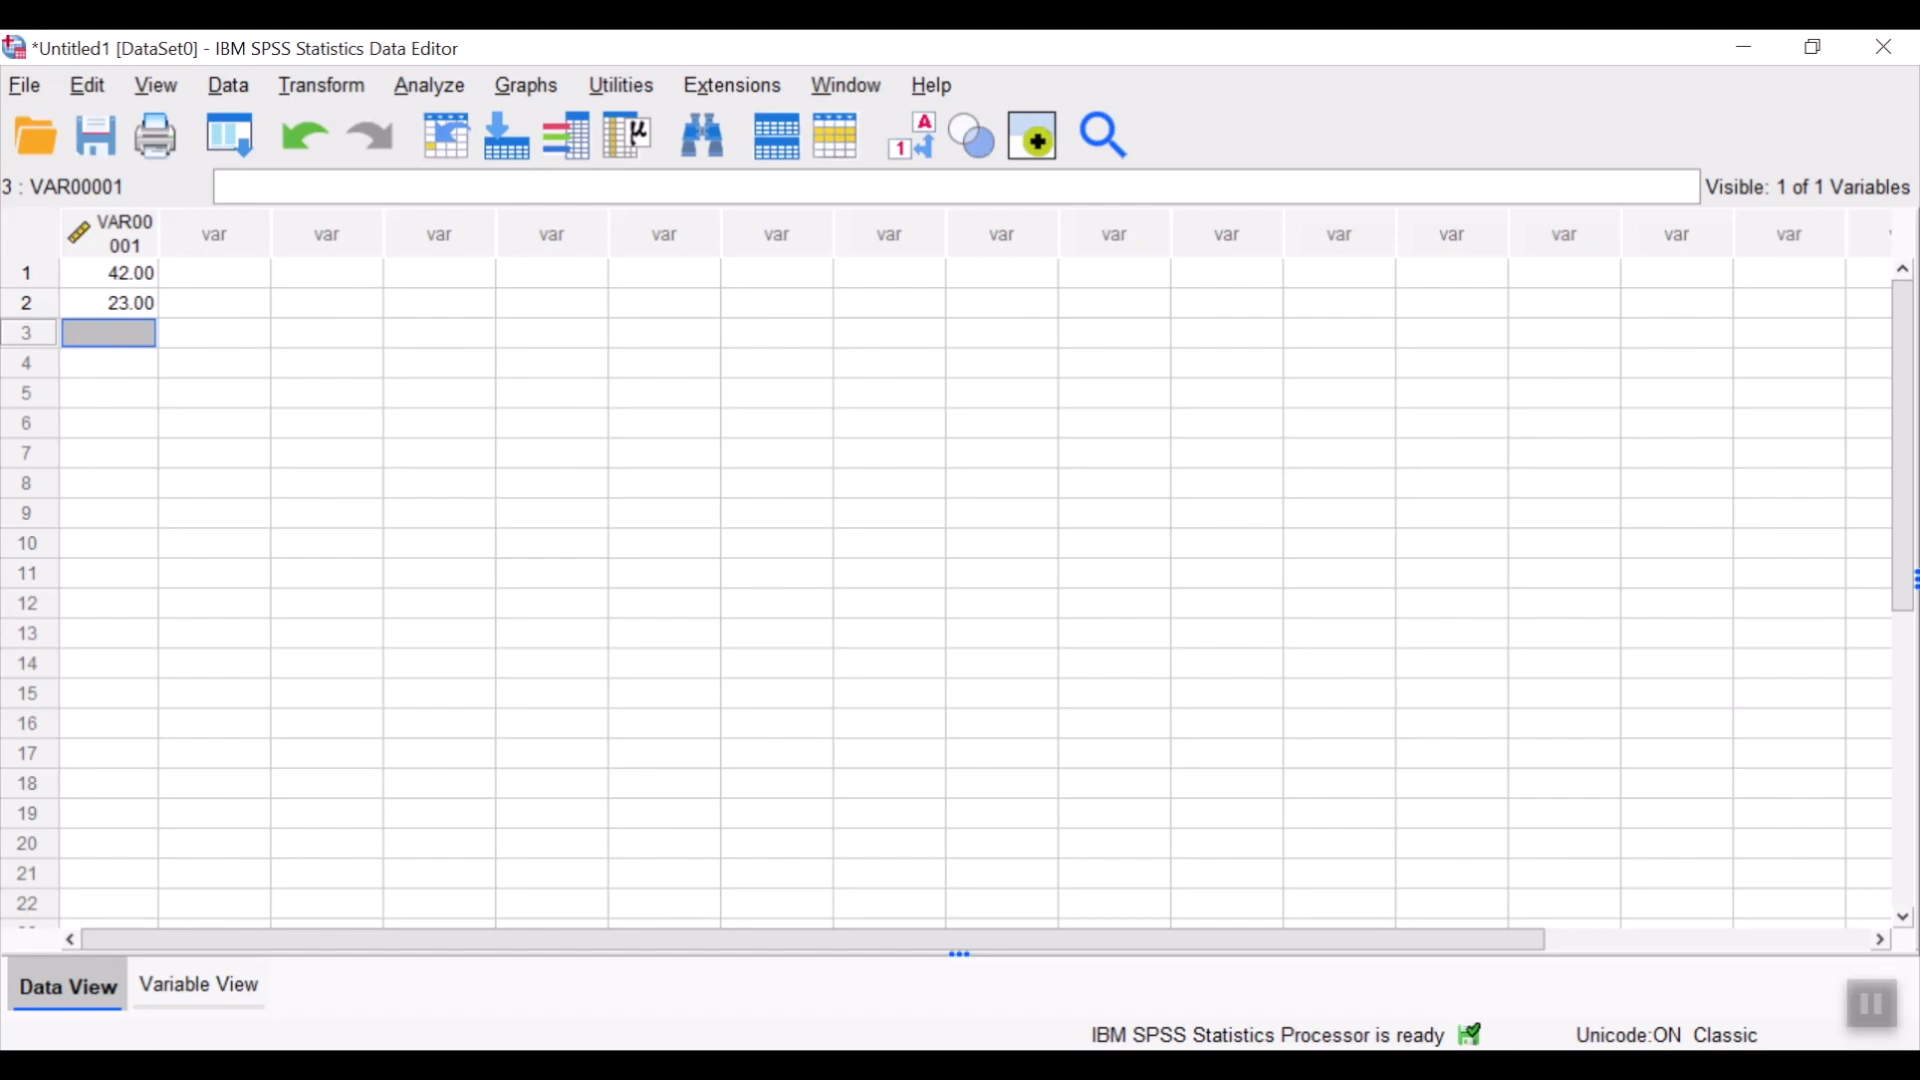 *Untitled1 [DataSet0] - IBM SPSS Statistics Data Editor
File Edit View Data Transform Analyze Graphs Utilities Extensions Window Help
μ
A
1
3 : VAR00001
Visible: 1 of 1 Variables
VAR00001 var var var var var var var var var var var var var var var
1 42.00
2 23.00
3
4
5
6
7
8
9
10
11
12
13
14
15
16
17
18
19
20
21
22
Data View Variable View
IBM SPSS Statistics Processor is ready Unicode:ON Classic